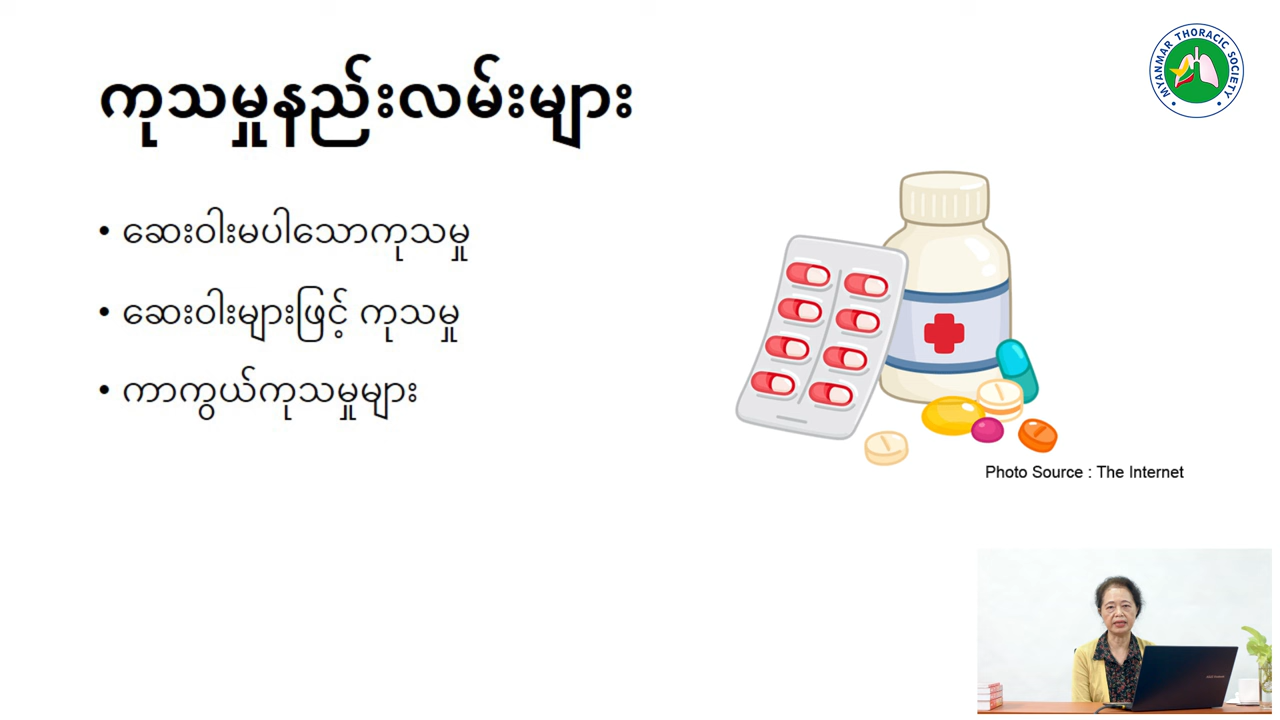 ကုသမှုနည်းလမ်းများ
MYANMAR THORACIC SOCIETY
• ဆေးဝါးမပါသောကုသမှု
• ဆေးဝါးများဖြင့် ကုသမှု
• ကာကွယ်ကုသမှုများ
Photo Source : The Internet